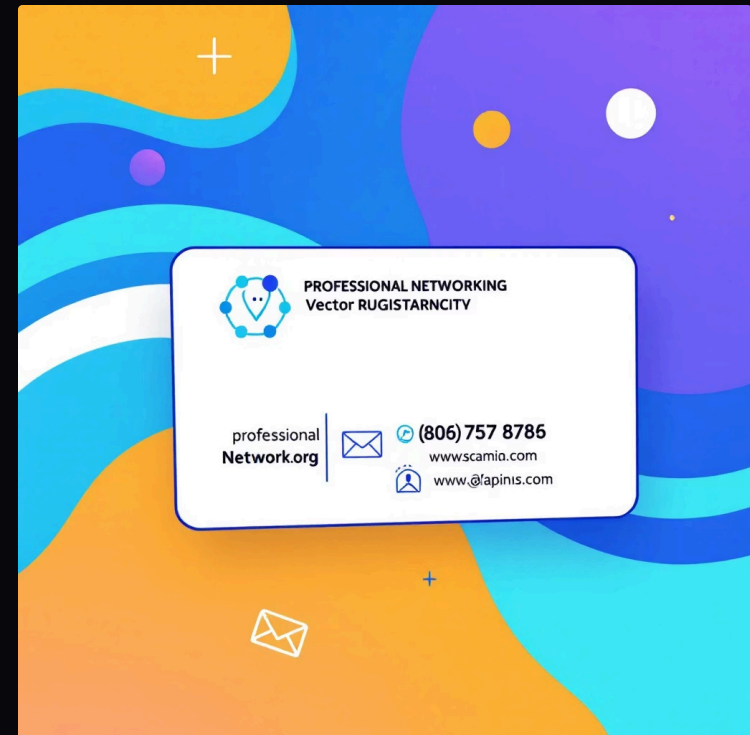 PROFESSIONAL NETWORKING
Vector RUGISTARNCITY
professional
Network.org
(806) 757 8786
www.scamia.com
www.@lapinis.com